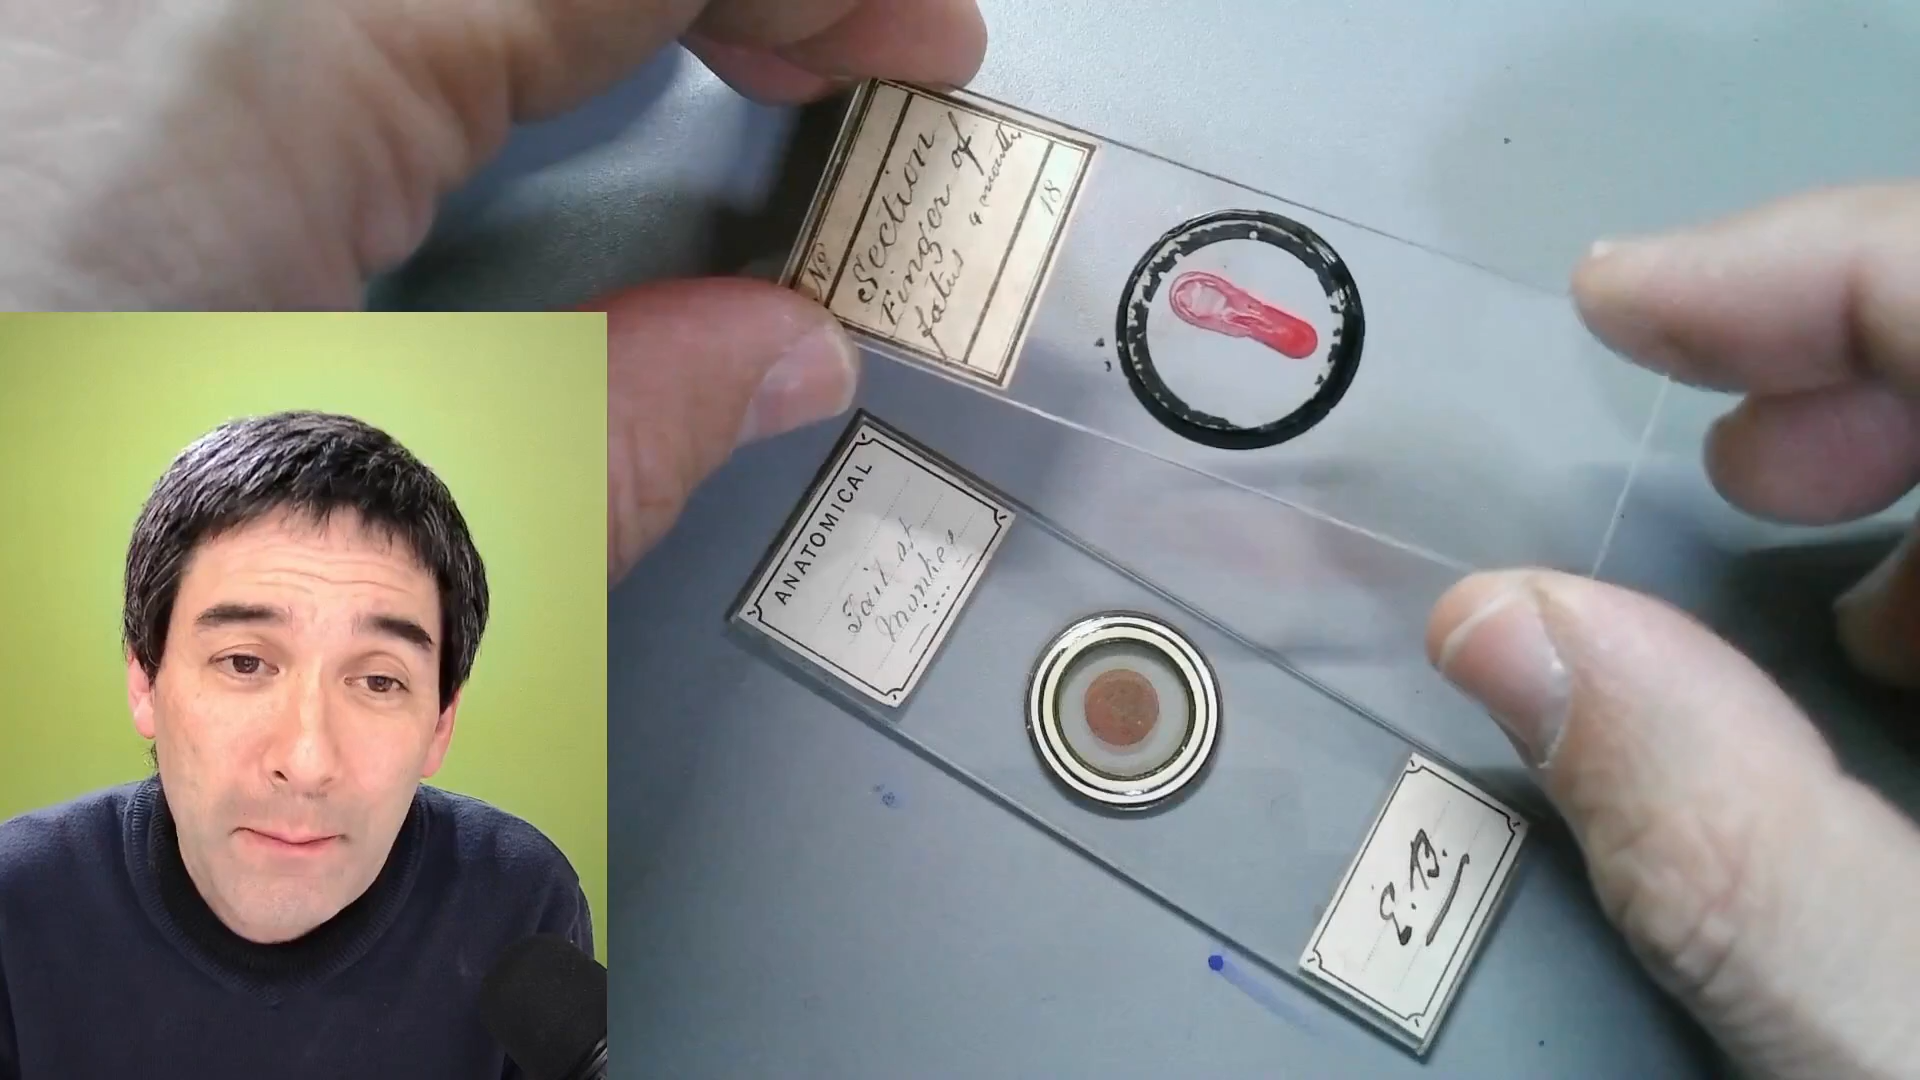 No
Section
Finger of
fœtus 4 months
18
ANATOMICAL
Tail of
Monkey
E.B.